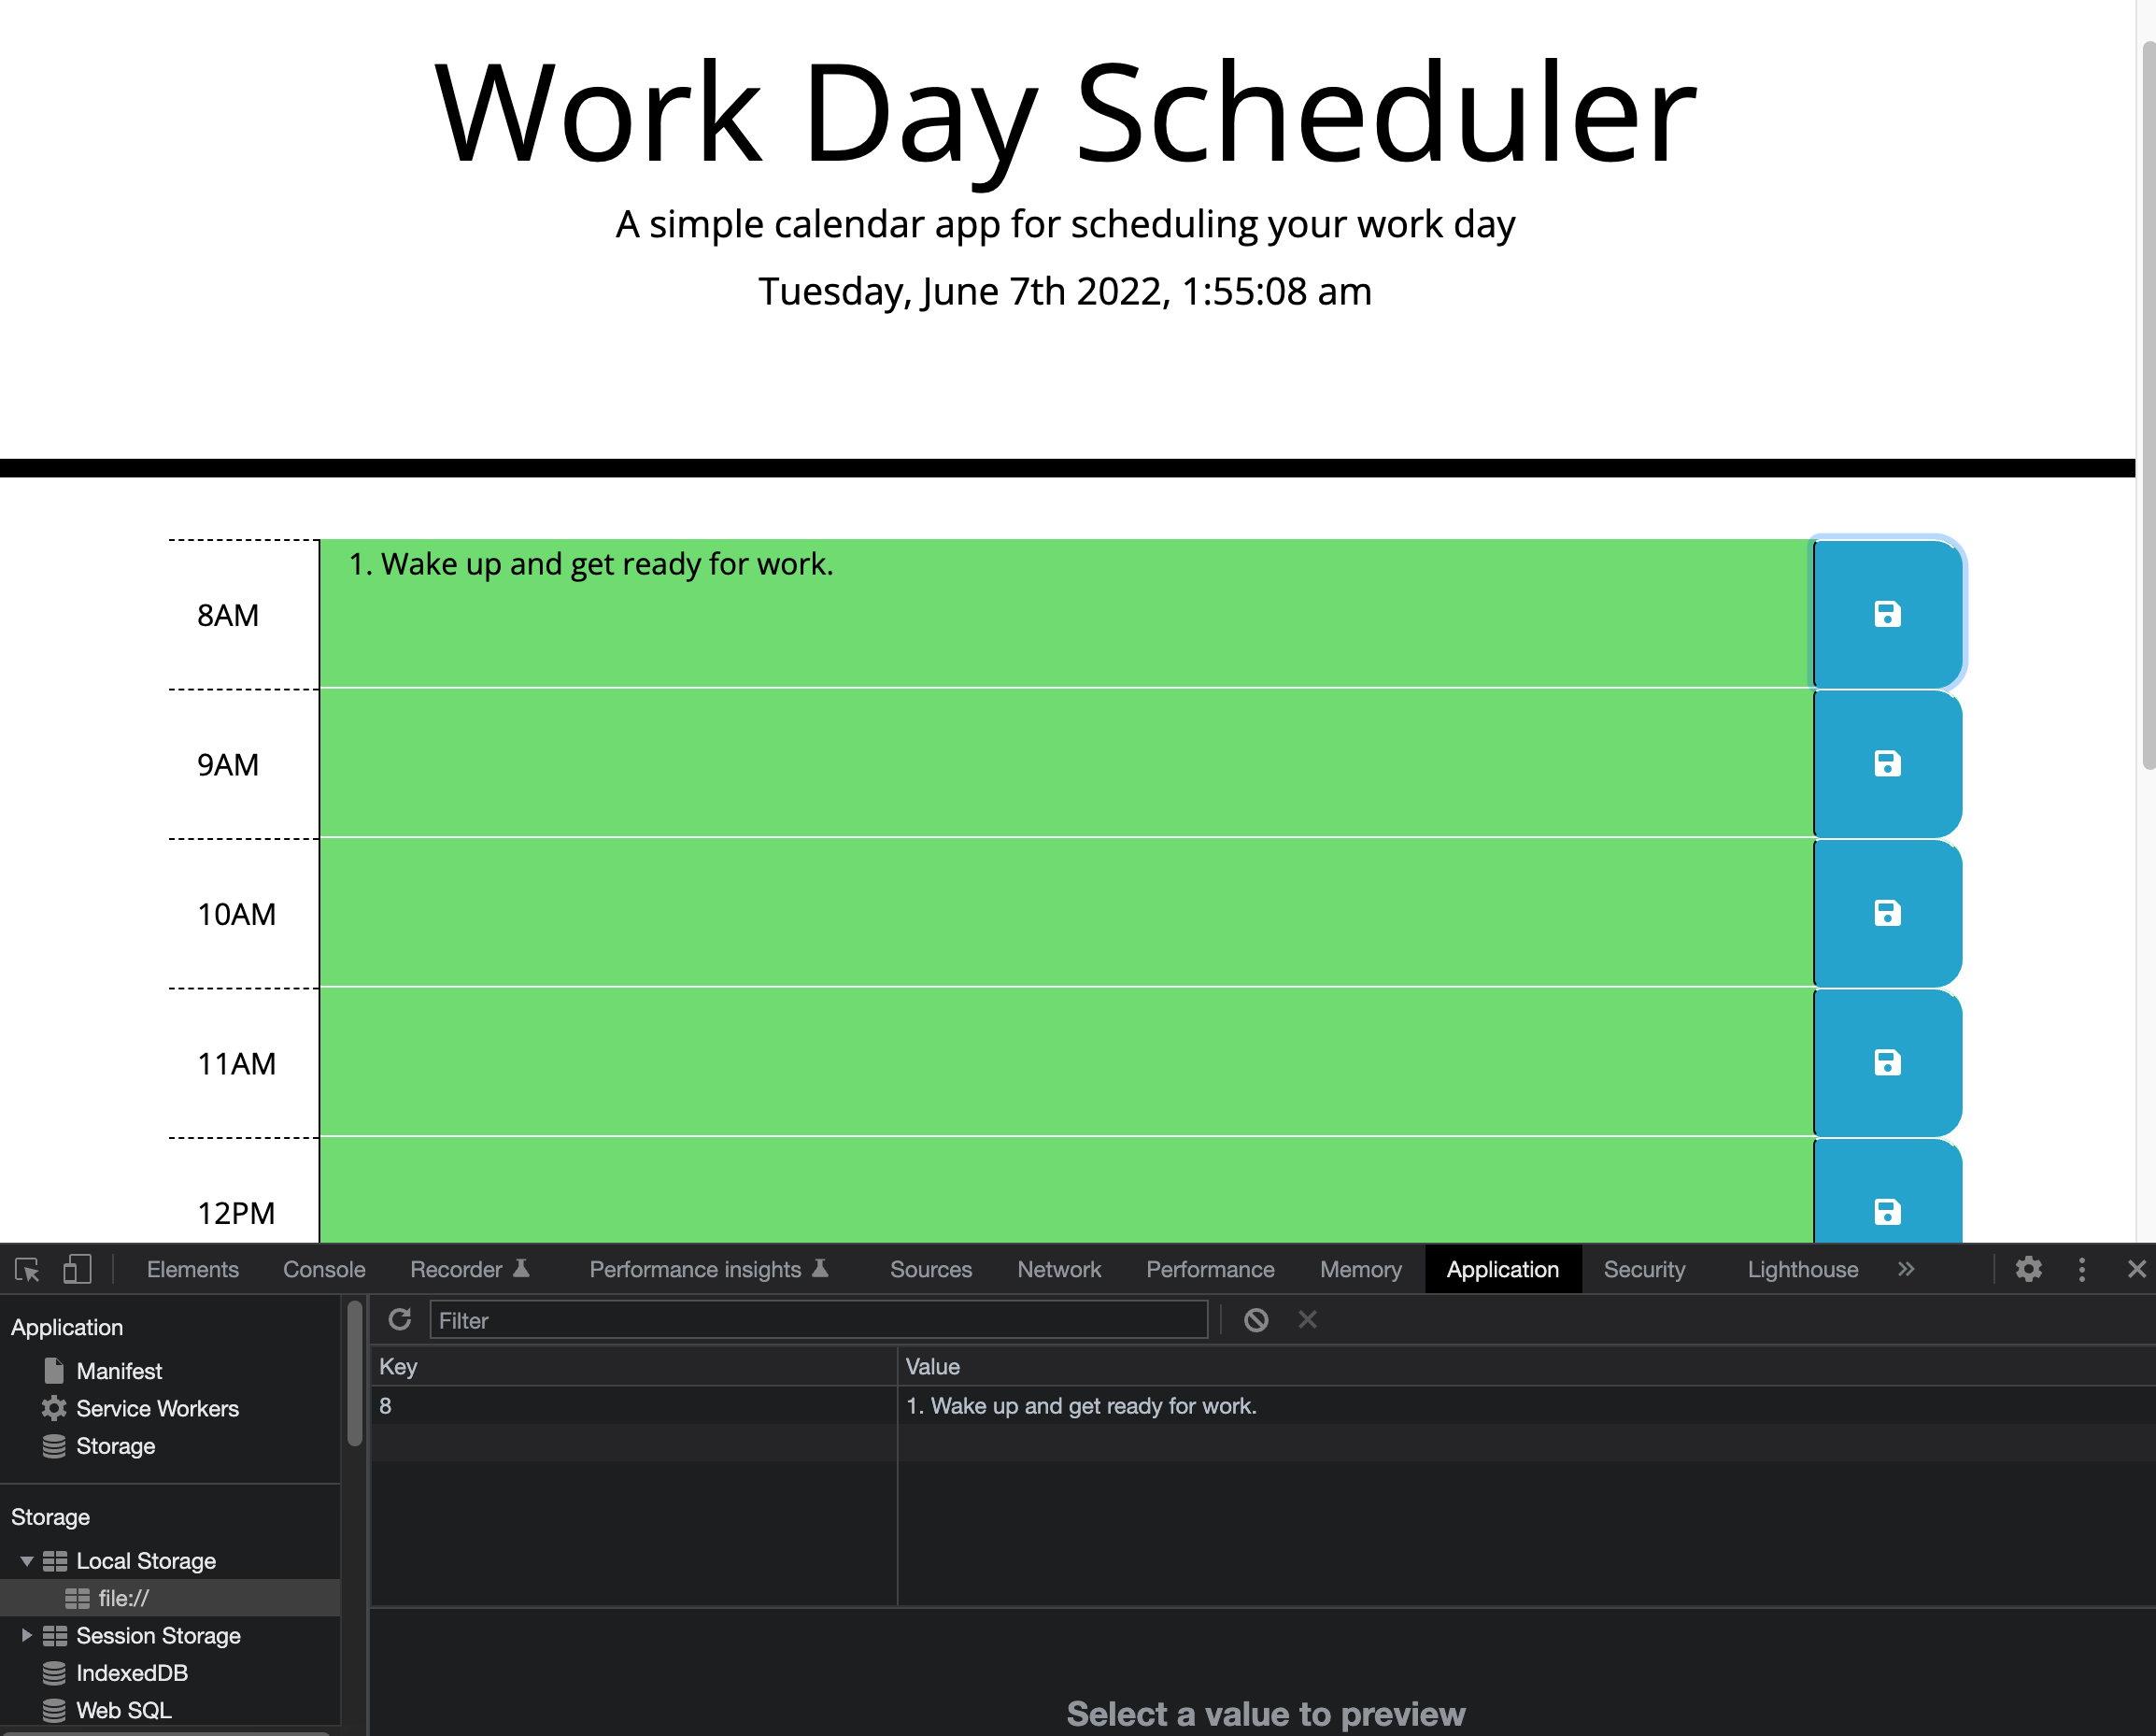 Work Day Scheduler
A simple calendar app for scheduling your work day
Tuesday, June 7th 2022, 1:55:08 am
8AM
1. Wake up and get ready for work.
9AM
10AM
11AM
12PM
Elements Console Recorder Performance insights Sources Network Performance Memory Application Security Lighthouse
Application
Manifest
Service Workers
Storage
Storage
Local Storage
file://
Session Storage
IndexedDB
Web SQL
Filter
Key Value
8 1. Wake up and get ready for work.
Select a value to preview